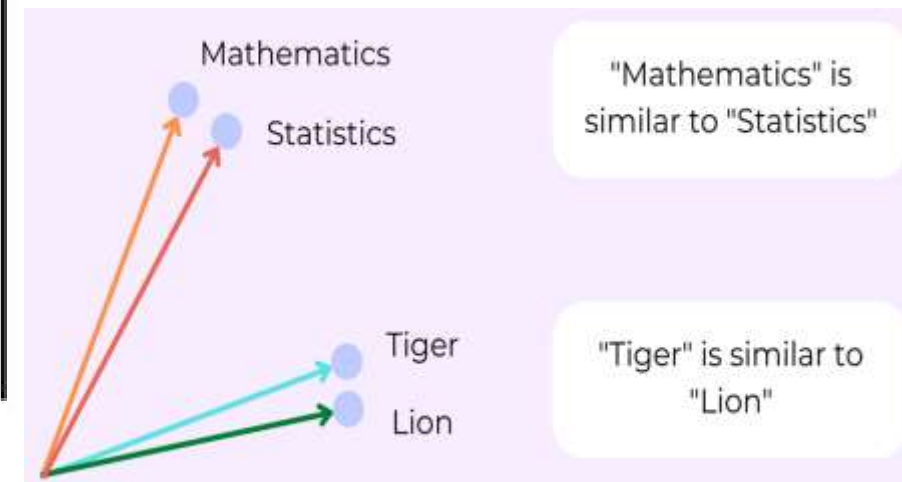 Mathematics
Statistics
"Mathematics" is
similar to "Statistics"
Tiger
Lion
"Tiger" is similar to
"Lion"